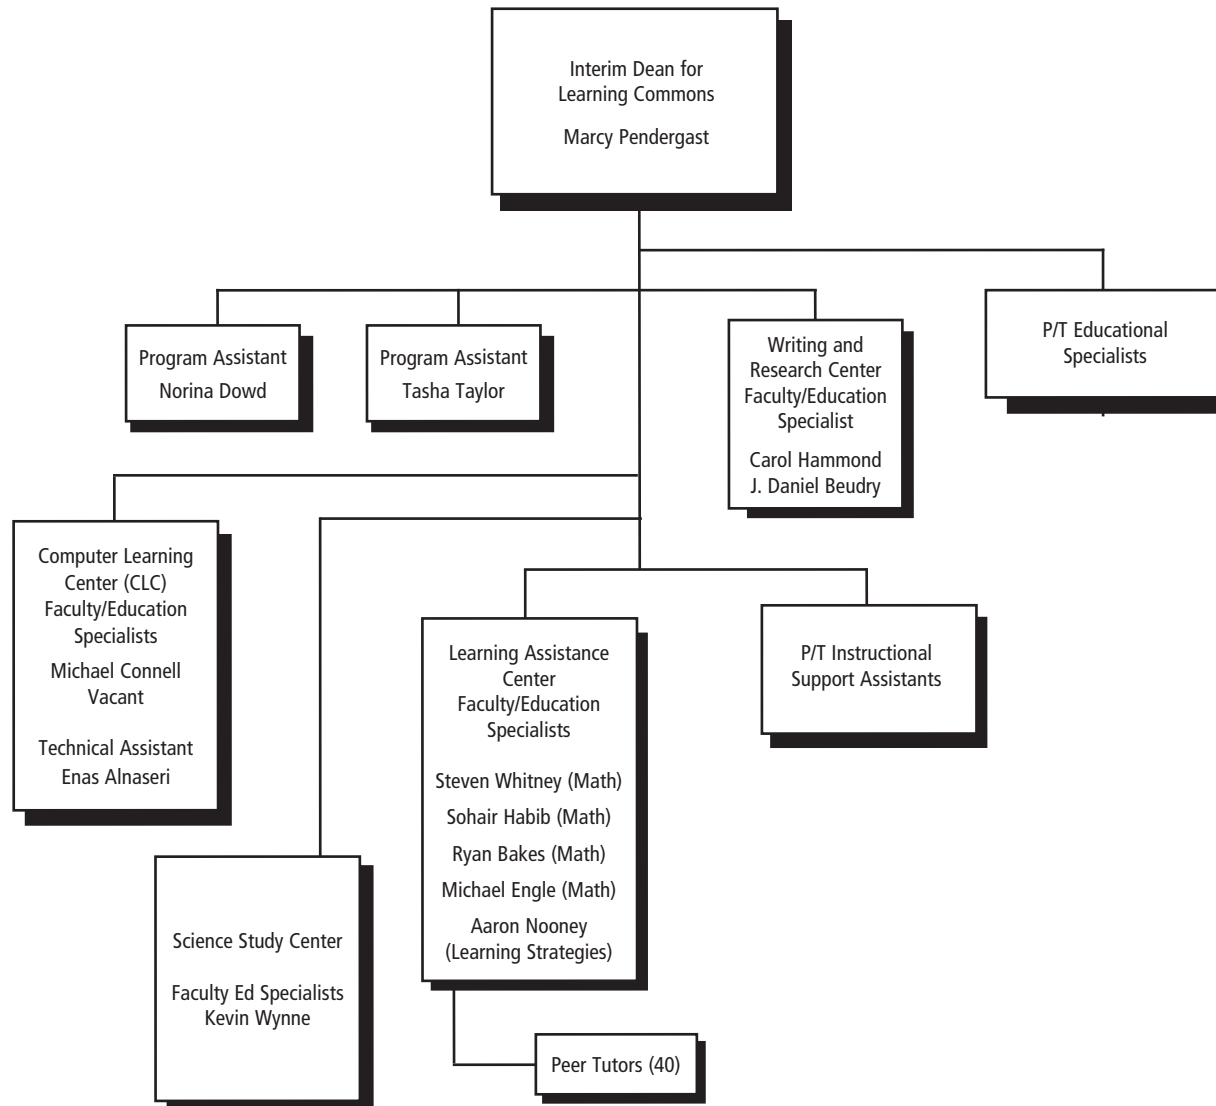 Interim Dean for
Learning Commons
Marcy Pendergast
Program Assistant
Norina Dowd
Program Assistant
Tasha Taylor
Writing and
Research Center
Faculty/Education
Specialist
Carol Hammond
J. Daniel Beudry
P/T Educational
Specialists
Computer Learning
Center (CLC)
Faculty/Education
Specialists
Michael Connell
Vacant
Technical Assistant
Enas Alnaseri
Learning Assistance
Center
Faculty/Education
Specialists
Steven Whitney (Math)
Sohair Habib (Math)
Ryan Bakes (Math)
Michael Engle (Math)
Aaron Nooney
(Learning Strategies)
P/T Instructional
Support Assistants
Science Study Center
Faculty Ed Specialists
Kevin Wynne
Peer Tutors (40)